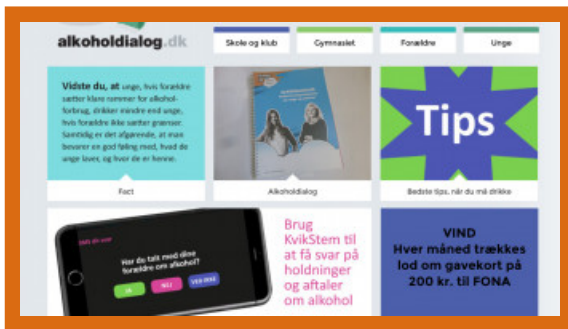 alkoholdialog.dk
Skole og klub
Gymnasiet
Forældre
Unge
Vidste du, at unge, hvis forældre
sætter klare rammer for alkohol-
forbrug, drikker mindre end unge,
hvis forældre ikke sætter grænser.
Samtidig er det afgørende, at man
bevarer en god føling med, hvad de
unge laver, og hvor de er henne.
Fact
Alkoholdialog
Tips
Bedste tips, når du må drikke
Har du talt med dine
forældre om alkohol?
JA
NEJ
VED IKKE
Brug
KvikStem til
at få svar på
holdninger
og aftaler
om alkohol
VIND
Hver måned trækkes
lod om gavekort på
200 kr. til FONA